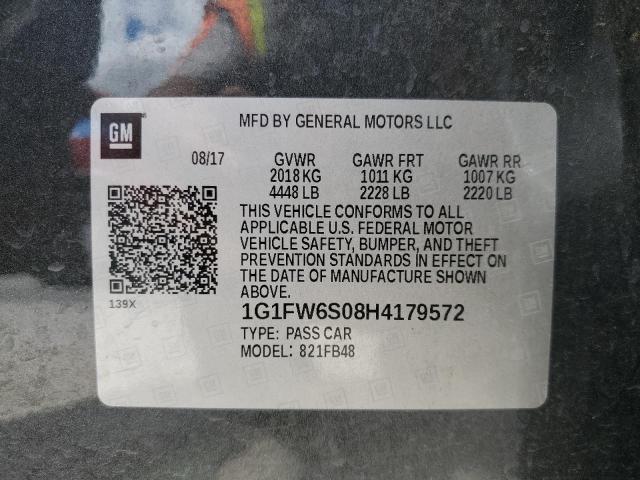 GM
MFD BY GENERAL MOTORS LLC
08/17 GVWR GAWR FRT GAWR RR
2018 KG 1011 KG 1007 KG
4448 LB 2228 LB 2220 LB
THIS VEHICLE CONFORMS TO ALL
APPLICABLE U.S. FEDERAL MOTOR
VEHICLE SAFETY, BUMPER, AND THEFT
PREVENTION STANDARDS IN EFFECT ON
THE DATE OF MANUFACTURE SHOWN
ABOVE.
139X
1G1FW6S08H4179572
TYPE: PASS CAR
MODEL: 821FB48